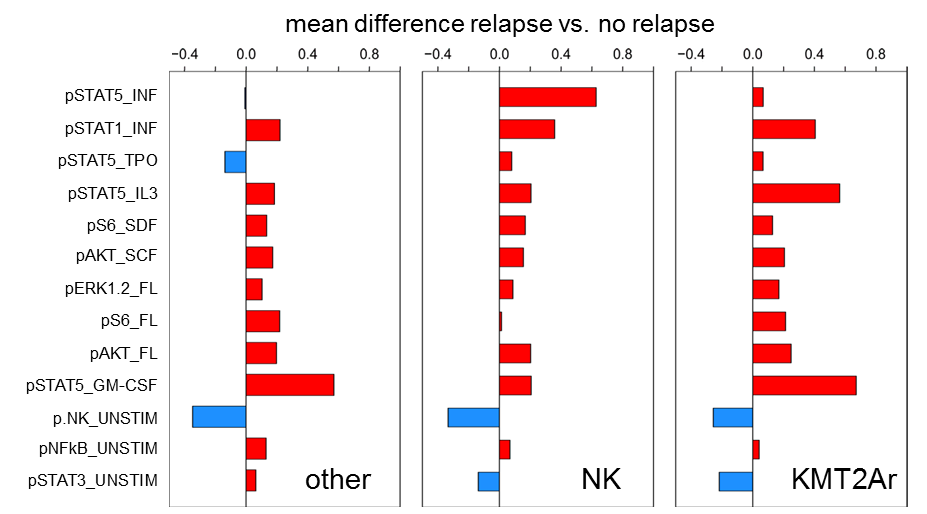 mean difference relapse vs. no relapse
−0.4 0.0 0.4 0.8 −0.4 0.0 0.4 0.8 −0.4 0.0 0.4 0.8
pSTAT5_INF
pSTAT1_INF
pSTAT5_TPO
pSTAT5_IL3
pS6_SDF
pAKT_SCF
pERK1.2_FL
pS6_FL
pAKT_FL
pSTAT5_GM-CSF
p.NK_UNSTIM
pNFkB_UNSTIM
pSTAT3_UNSTIM
other NK KMT2Ar